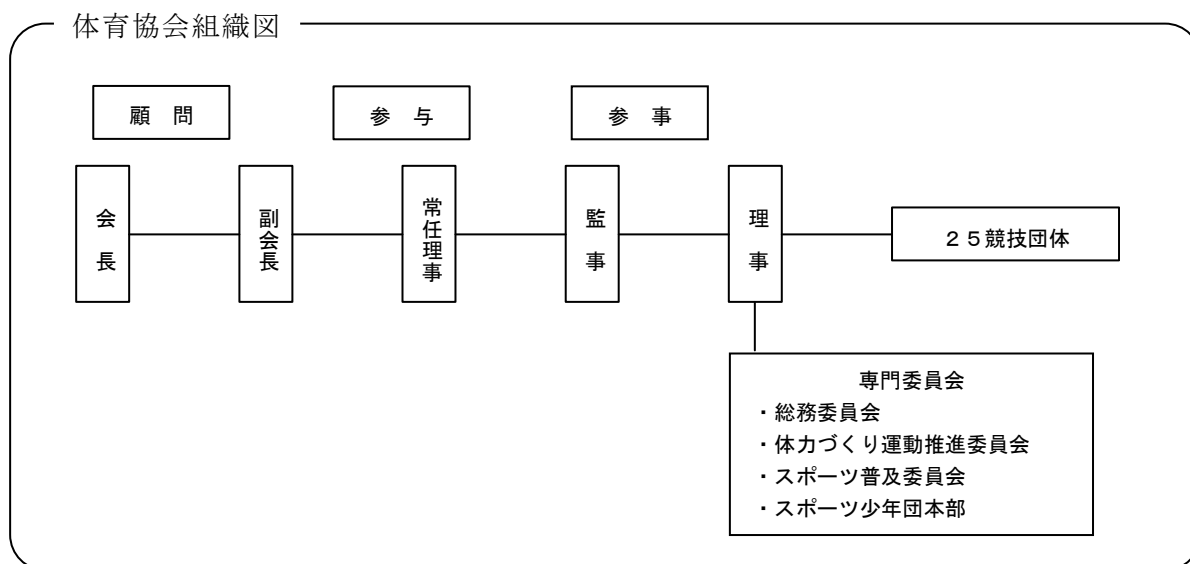 体育協会組織図
顧　問
参　与
参　事
会長
副会長
常任理事
監事
理事
２５競技団体
専門委員会
・総務委員会
・体力づくり運動推進委員会
・スポーツ普及委員会
・スポーツ少年団本部